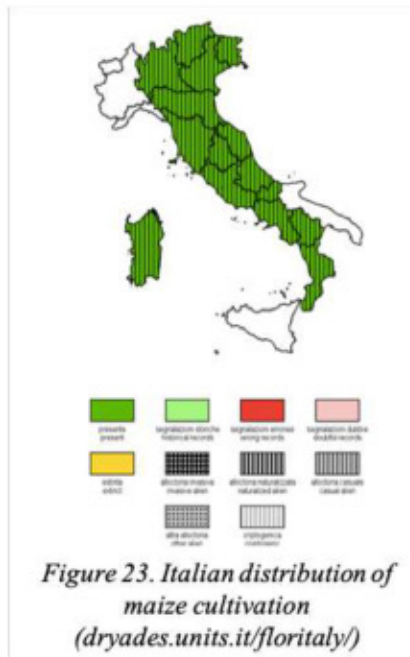 presente
present
segnalazioni storiche
historical records
segnalazioni erronee
wrong records
segnalazioni dubbie
doubtful records
estinta
extinct
alloctona invasiva
invasive alien
alloctona naturalizzata
naturalized alien
alloctona casuale
casual alien
altra alloctona
other alien
criptogenica
Figure 23. Italian distribution of
maize cultivation
(dryades.units.it/floritaly/)